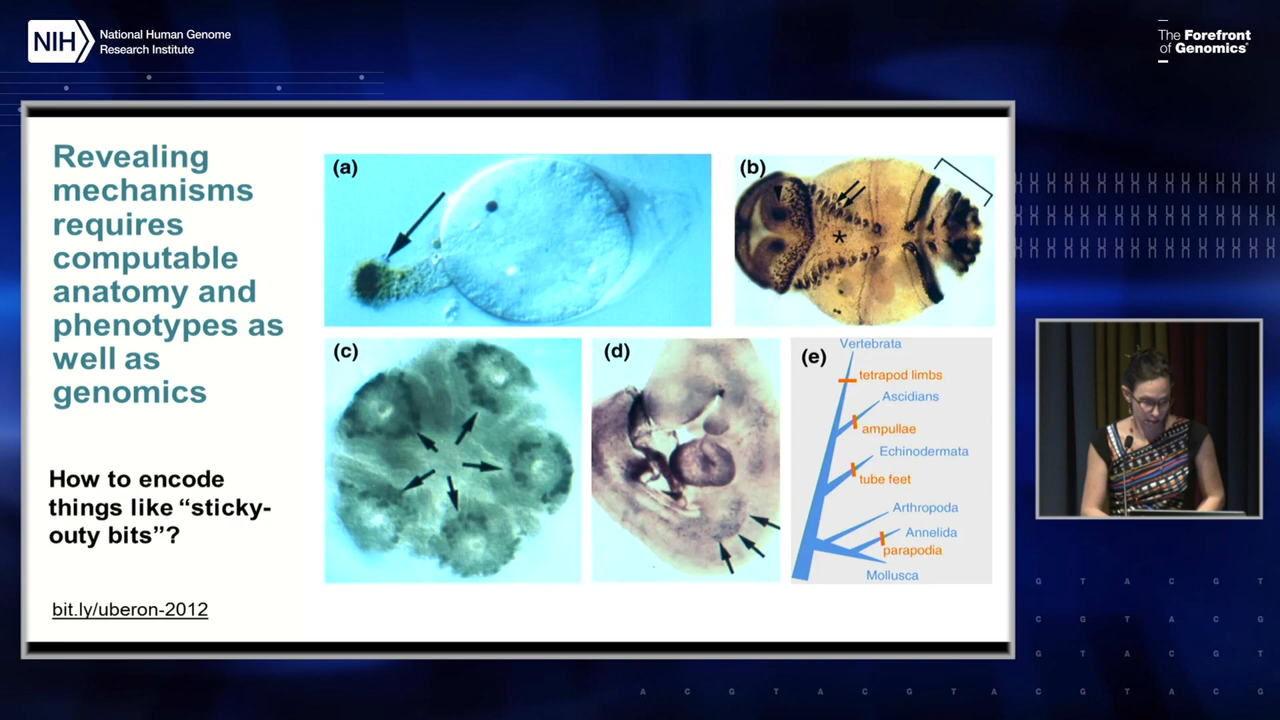 NIH
National Human Genome
Research Institute
The Forefront
of Genomics®
Revealing
mechanisms
requires
computable
anatomy and
phenotypes as
well as
genomics
How to encode
things like “sticky-
outy bits”?
bit.ly/uberon-2012
(a)
(b)
*
(c)
(d)
(e)
Vertebrata
tetrapod limbs
Ascidians
ampullae
Echinodermata
tube feet
Arthropoda
Annelida
parapodia
Mollusca
G T A C G T
C G T A C G
G T A C G T
A C G T A C G T A C G T A C G